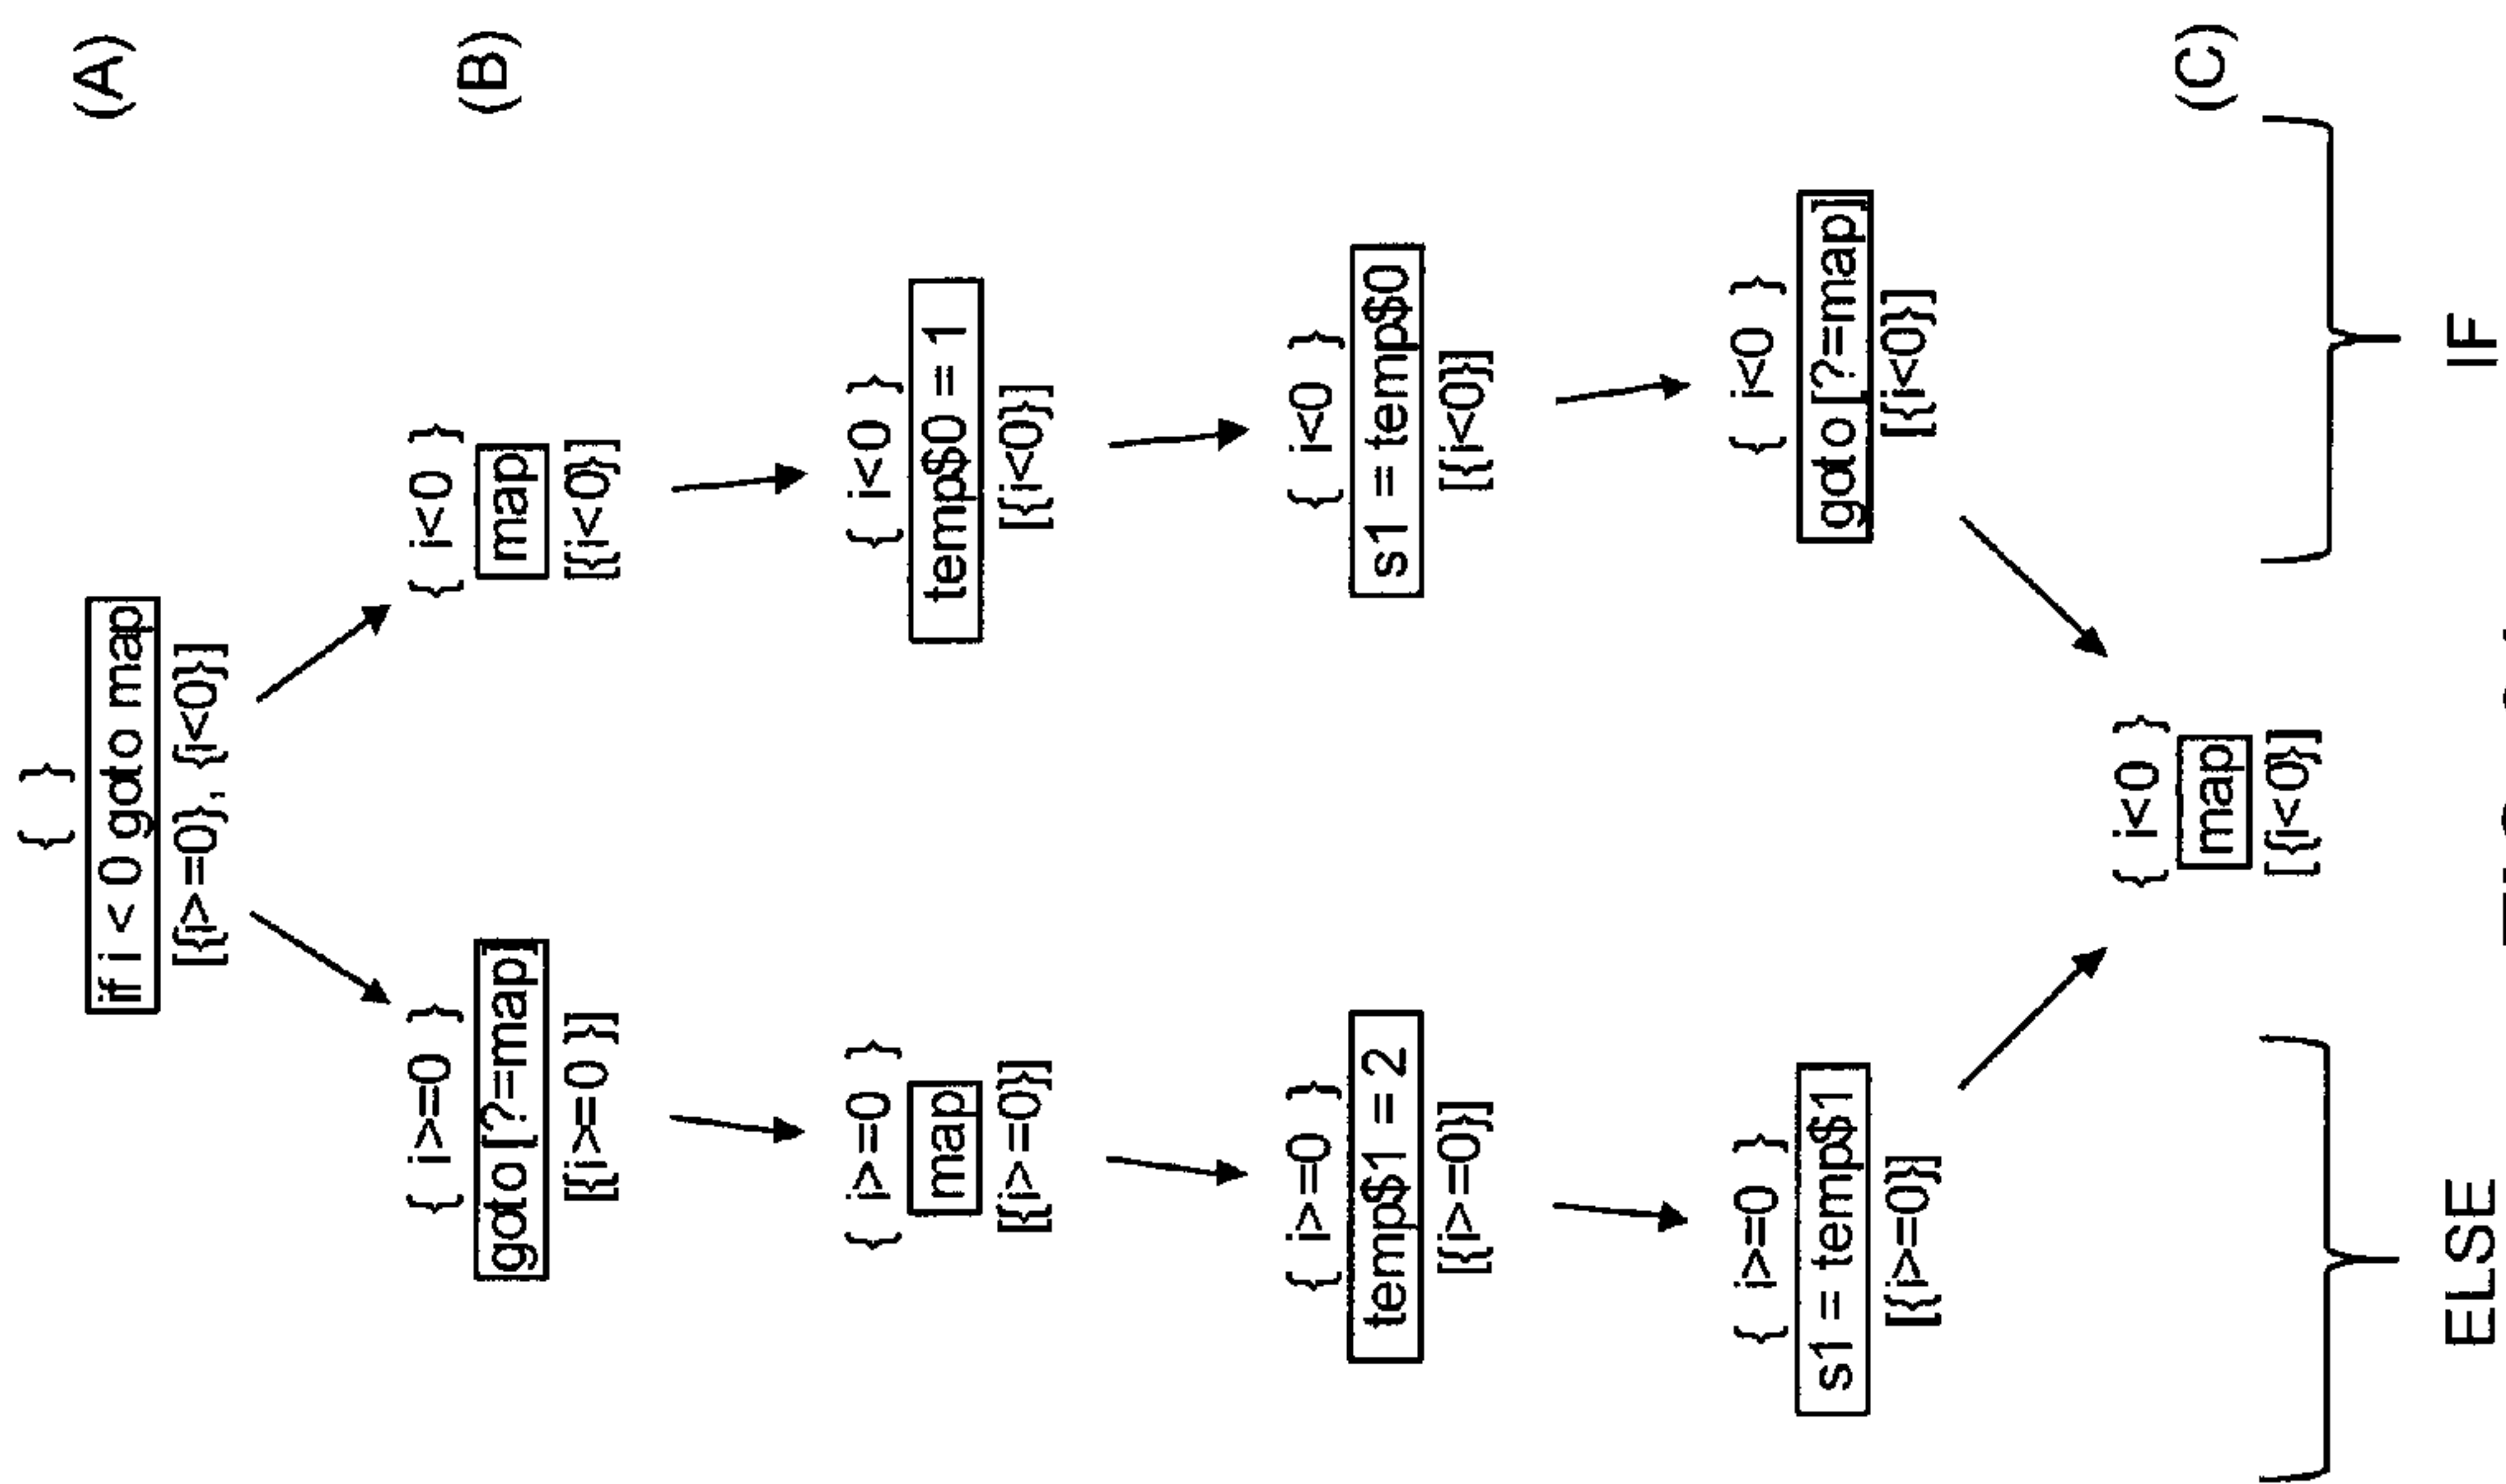 { } (A)
if i < 0 goto map
[{i>=0}, {i<0}]
{ i>=0 } { i<0 } (B)
goto [?=map] map
[{i>=0 }] [{i<0}]
{ i>=0 } { i<0 }
map temp$0 = 1
[{i>=0}] [{i<0}]
{ i>=0 } { i<0 }
temp$1 = 2 s1 = temp$0
[{i>=0}] [{i<0}]
{ i>=0 } { i<0 }
s1 = temp$1 goto [?=map]
[{i>=0}] [{i<0}]
{ i<0 } (C)
map
[{i<0}]
ELSE IF